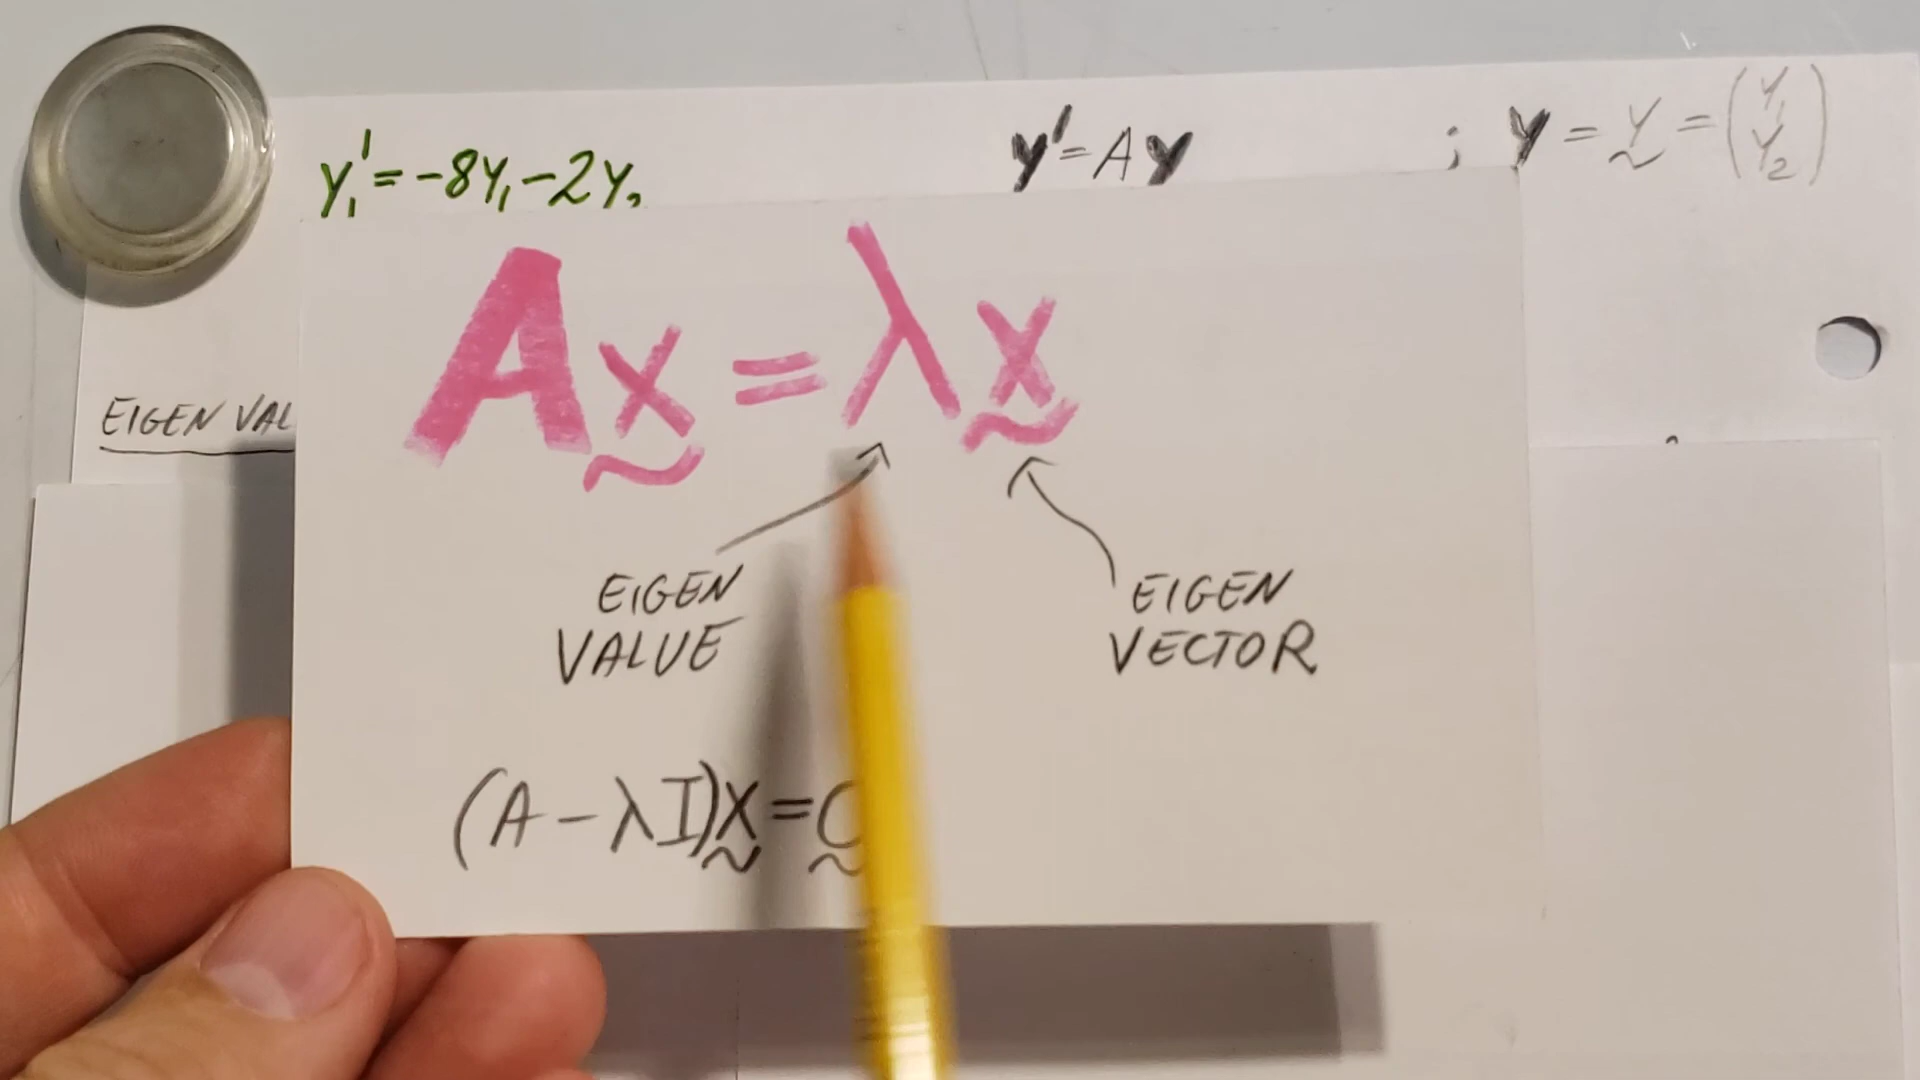 y₁' = -8y₁ - 2y₂
y' = Ay ; y = y = (y₁ y₂)
Ax = λx
EIGEN VAL
EIGEN VALUE
EIGEN VECTOR
(A - λI)x = 0